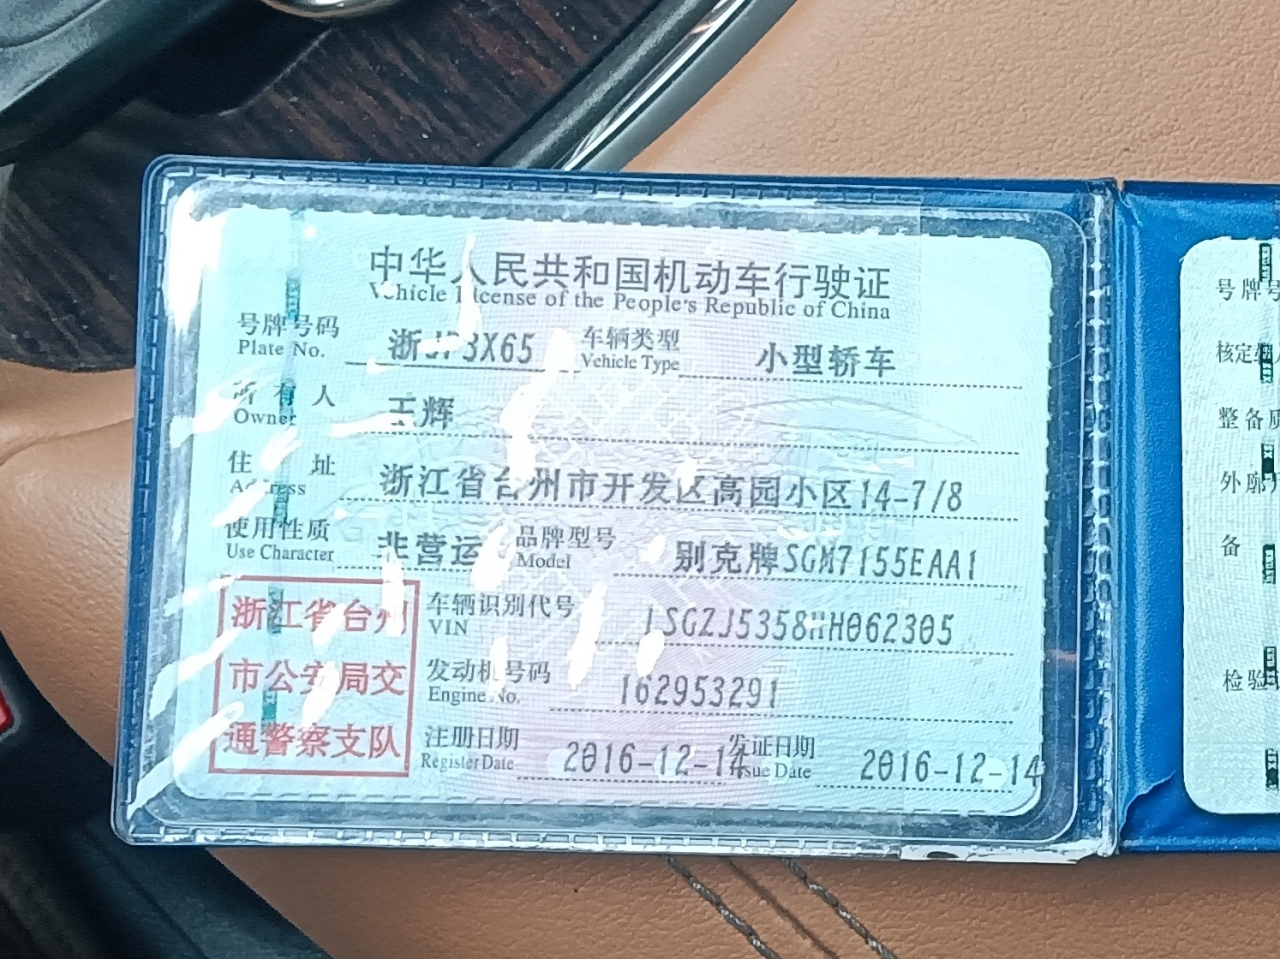 中华人民共和国机动车行驶证
Vehicle License of the People's Republic of China
号牌号码 车辆类型 小型轿车
Plate No. Vehicle Type
所有人 王辉
Owner
住址 浙江省台州市开发区高园小区14-7/8
Address
使用性质 非营运 品牌型号 别克牌SGM7155EAA1
Use Character Model
浙江省台州
市公安局交
通警察支队
车辆识别代号
VIN
发动机号码 162953291
Engine No.
注册日期 2016-12-14 发证日期 2016-12-14
Register Date Issue Date
号牌号
核定
整备质
外廓
备
检验